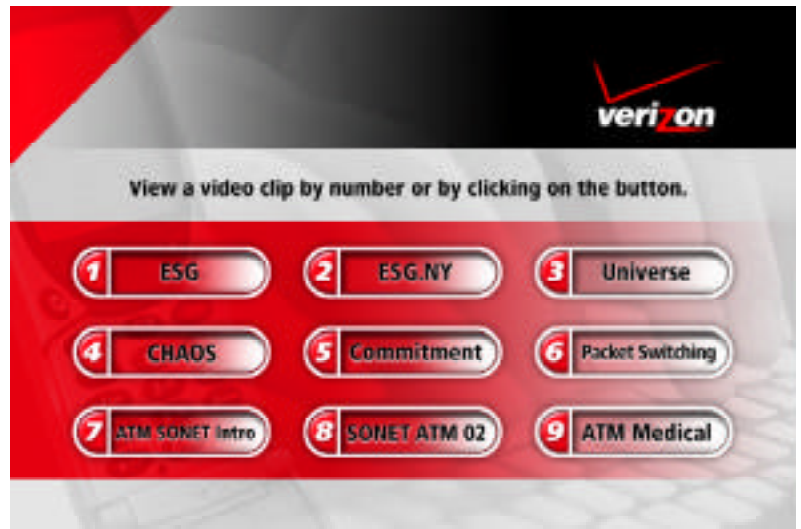 verizon
View a video clip by number or by clicking on the button.
1 ESG
2 ESG.NY
3 Universe
4 CHAOS
5 Commitment
6 Packet Switching
7 ATM SONET Intro
8 SONET ATM 02
9 ATM Medical